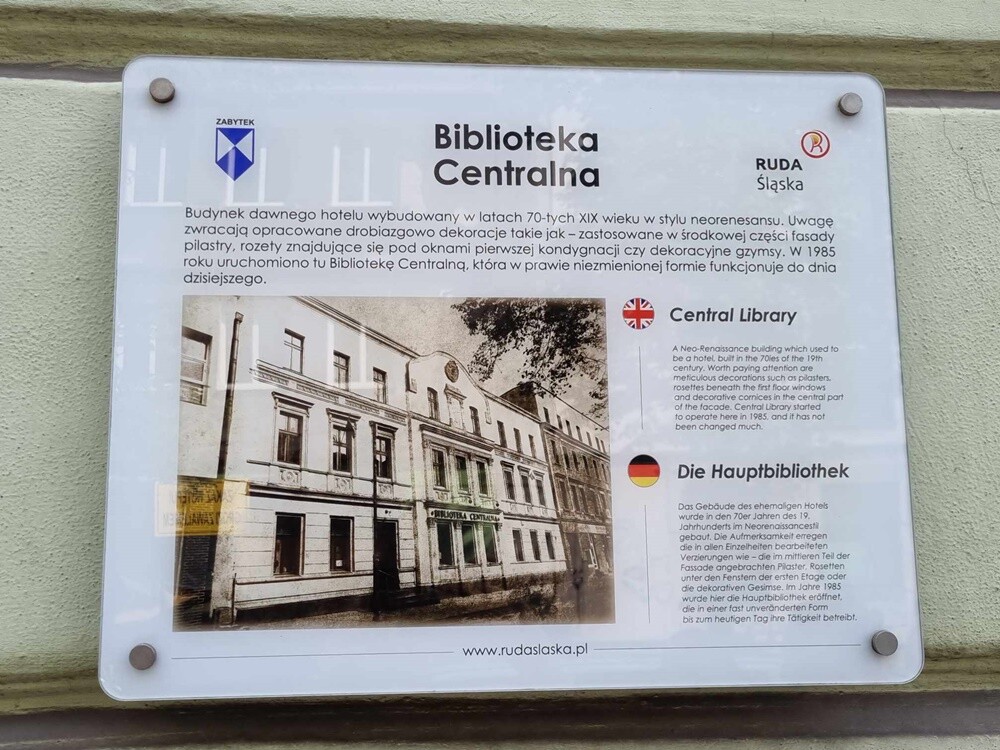 ZABYTEK
Biblioteka
Centralna
RUDA
Śląska
Budynek dawnego hotelu wybudowany w latach 70-tych XIX wieku w stylu neorenesansu. Uwagę
zwracają opracowane drobiazgowo dekoracje takie jak – zastosowane w środkowej części fasady
pilastry, rozety znajdujące się pod oknami pierwszej kondygnacji czy dekoracyjne gzymsy. W 1985
roku uruchomiono tu Bibliotekę Centralną, która w prawie niezmienionej formie funkcjonuje do dnia
dzisiejszego.
BIBLIOTEKA CENTRALNA
Central Library
A Neo-Renaissance building which used to
be a hotel, built in the 70ies of the 19th
century. Worth paying attention are
meticulous decorations such as pilasters,
rosettes beneath the first floor windows
and decorative cornices in the central part
of the facade. Central Library started
to operate here in 1985, and it has not
been changed much.
Die Hauptbibliothek
Das Gebäude des ehemaligen Hotels
wurde in den 70er Jahren des 19.
Jahrhunderts im Neorenaissancestil
gebaut. Die Aufmerksamkeit erregen
die in allen Einzelheiten bearbeiteten
Verzierungen wie – die im mittleren Teil der
Fassade angebrachten Pilaster, Rosetten
unter den Fenstern der ersten Etage oder
die dekorativen Gesimse. Im Jahre 1985
wurde hier die Hauptbibliothek eröffnet,
die in einer fast unveränderten Form
bis zum heutigen Tag ihre Tätigkeit betreibt.
www.rudaslaska.pl